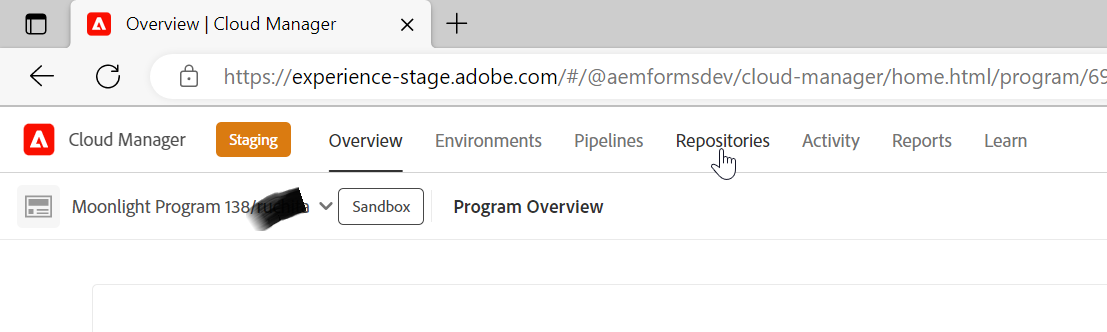 Overview | Cloud Manager
https://experience-stage.adobe.com/#/@aemformsdev/cloud-manager/home.html/program/69
Cloud Manager Staging Overview Environments Pipelines Repositories Activity Reports Learn
Moonlight Program 138/ Sandbox Program Overview